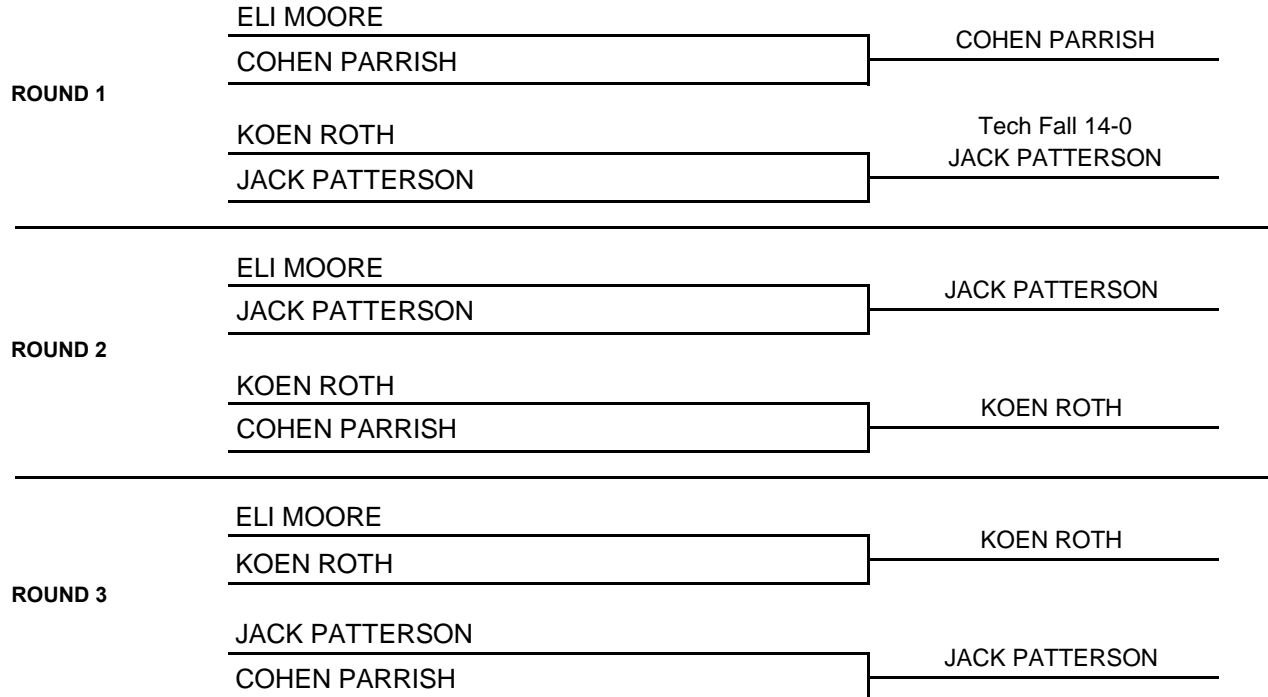 ELI MOORE
COHEN PARRISH
COHEN PARRISH
ROUND 1
KOEN ROTH
JACK PATTERSON
Tech Fall 14-0
JACK PATTERSON
ELI MOORE
JACK PATTERSON
JACK PATTERSON
ROUND 2
KOEN ROTH
COHEN PARRISH
KOEN ROTH
ELI MOORE
KOEN ROTH
KOEN ROTH
ROUND 3
JACK PATTERSON
COHEN PARRISH
JACK PATTERSON